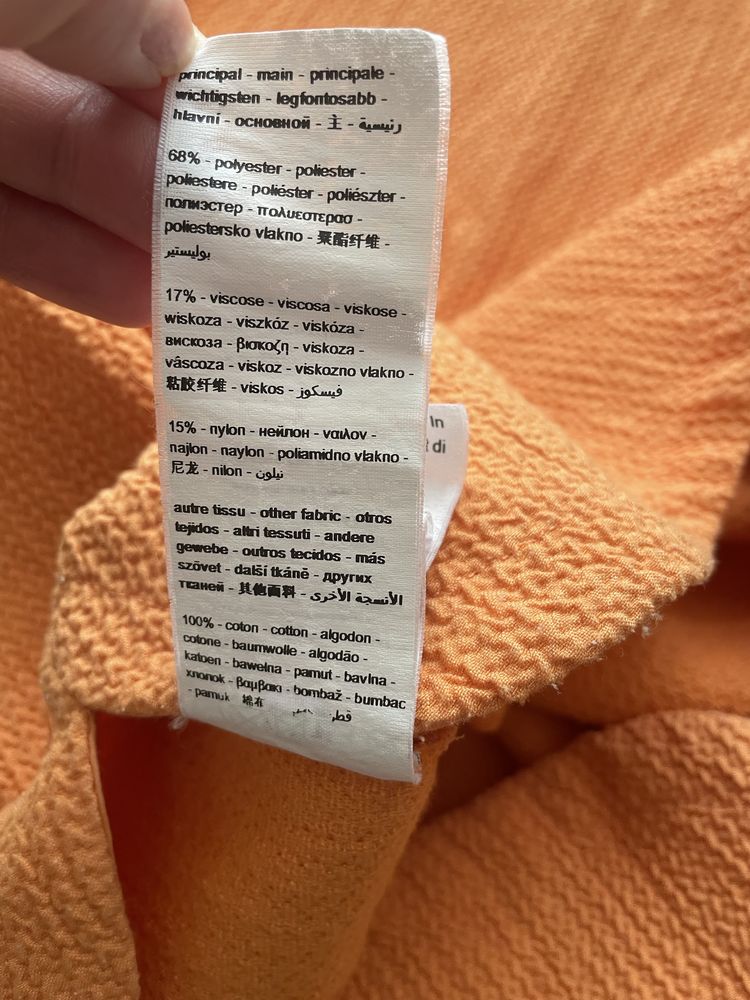 principal - main - principale -
wichtigsten - legfontosabb -
hlavní - основной - 主 - رئيسية
68% - polyester - poliester -
poliestere - poliéster - poliészter -
полиэстер - πολυεστερασ -
poliestersko vlakno - 聚酯纤维 -
بوليستير
17% - viscose - viscosa - viskose -
wiskoza - viszkóz - viskóza -
вискоза - βισκοζη - viskoza -
vâscoza - viskoz - viskozno vlakno -
粘胶纤维 - viskos - فيسكوز
15% - nylon - нейлон - ναιλον -
najlon - naylon - poliamidno vlakno -
尼龙 - nilon - نيلون
autre tissu - other fabric - otros
tejidos - altri tessuti - andere
gewebe - outros tecidos - más
szövet - další tkáně - других
тканей - 其他面料 - الأنسجة الأخرى
100% - coton - cotton - algodon -
cotone - baumwolle - algodão -
katoen - bawełna - pamut - bavlna -
хлопок - βαμβακι - bombaž - bumbac
- pamuk 棉布 قطن
In
di